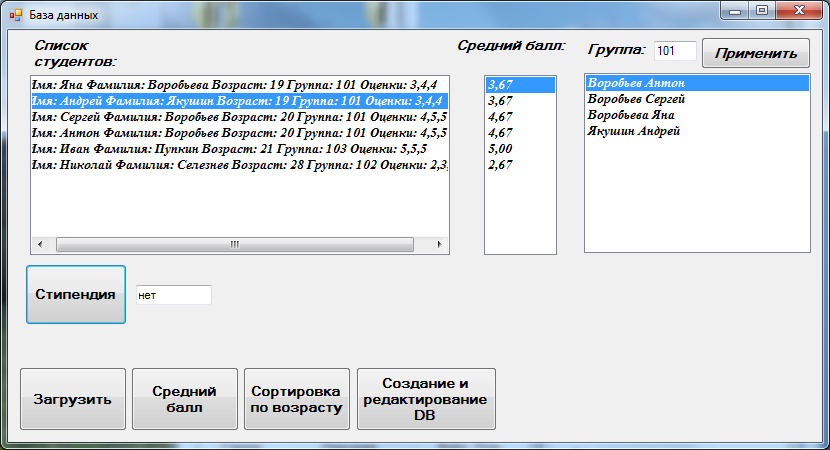 База данных
Список
студентов:
Средний балл:
Группа: 101 Применить
Имя: Яна Фамилия: Воробьева Возраст: 19 Группа: 101 Оценки: 3,4,4
Имя: Андрей Фамилия: Якушин Возраст: 19 Группа: 101 Оценки: 3,4,4
Имя: Сергей Фамилия: Воробьев Возраст: 20 Группа: 101 Оценки: 4,5,5
Имя: Антон Фамилия: Воробьев Возраст: 20 Группа: 101 Оценки: 4,5,5
Имя: Иван Фамилия: Пупкин Возраст: 21 Группа: 103 Оценки: 5,5,5
Имя: Николай Фамилия: Селезнев Возраст: 28 Группа: 102 Оценки: 2,3,
3,67
3,67
4,67
4,67
5,00
2,67
Воробьев Антон
Воробьев Сергей
Воробьева Яна
Якушин Андрей
Стипендия
нет
Загрузить
Средний
балл
Сортировка
по возрасту
Создание и
редактирование
DB